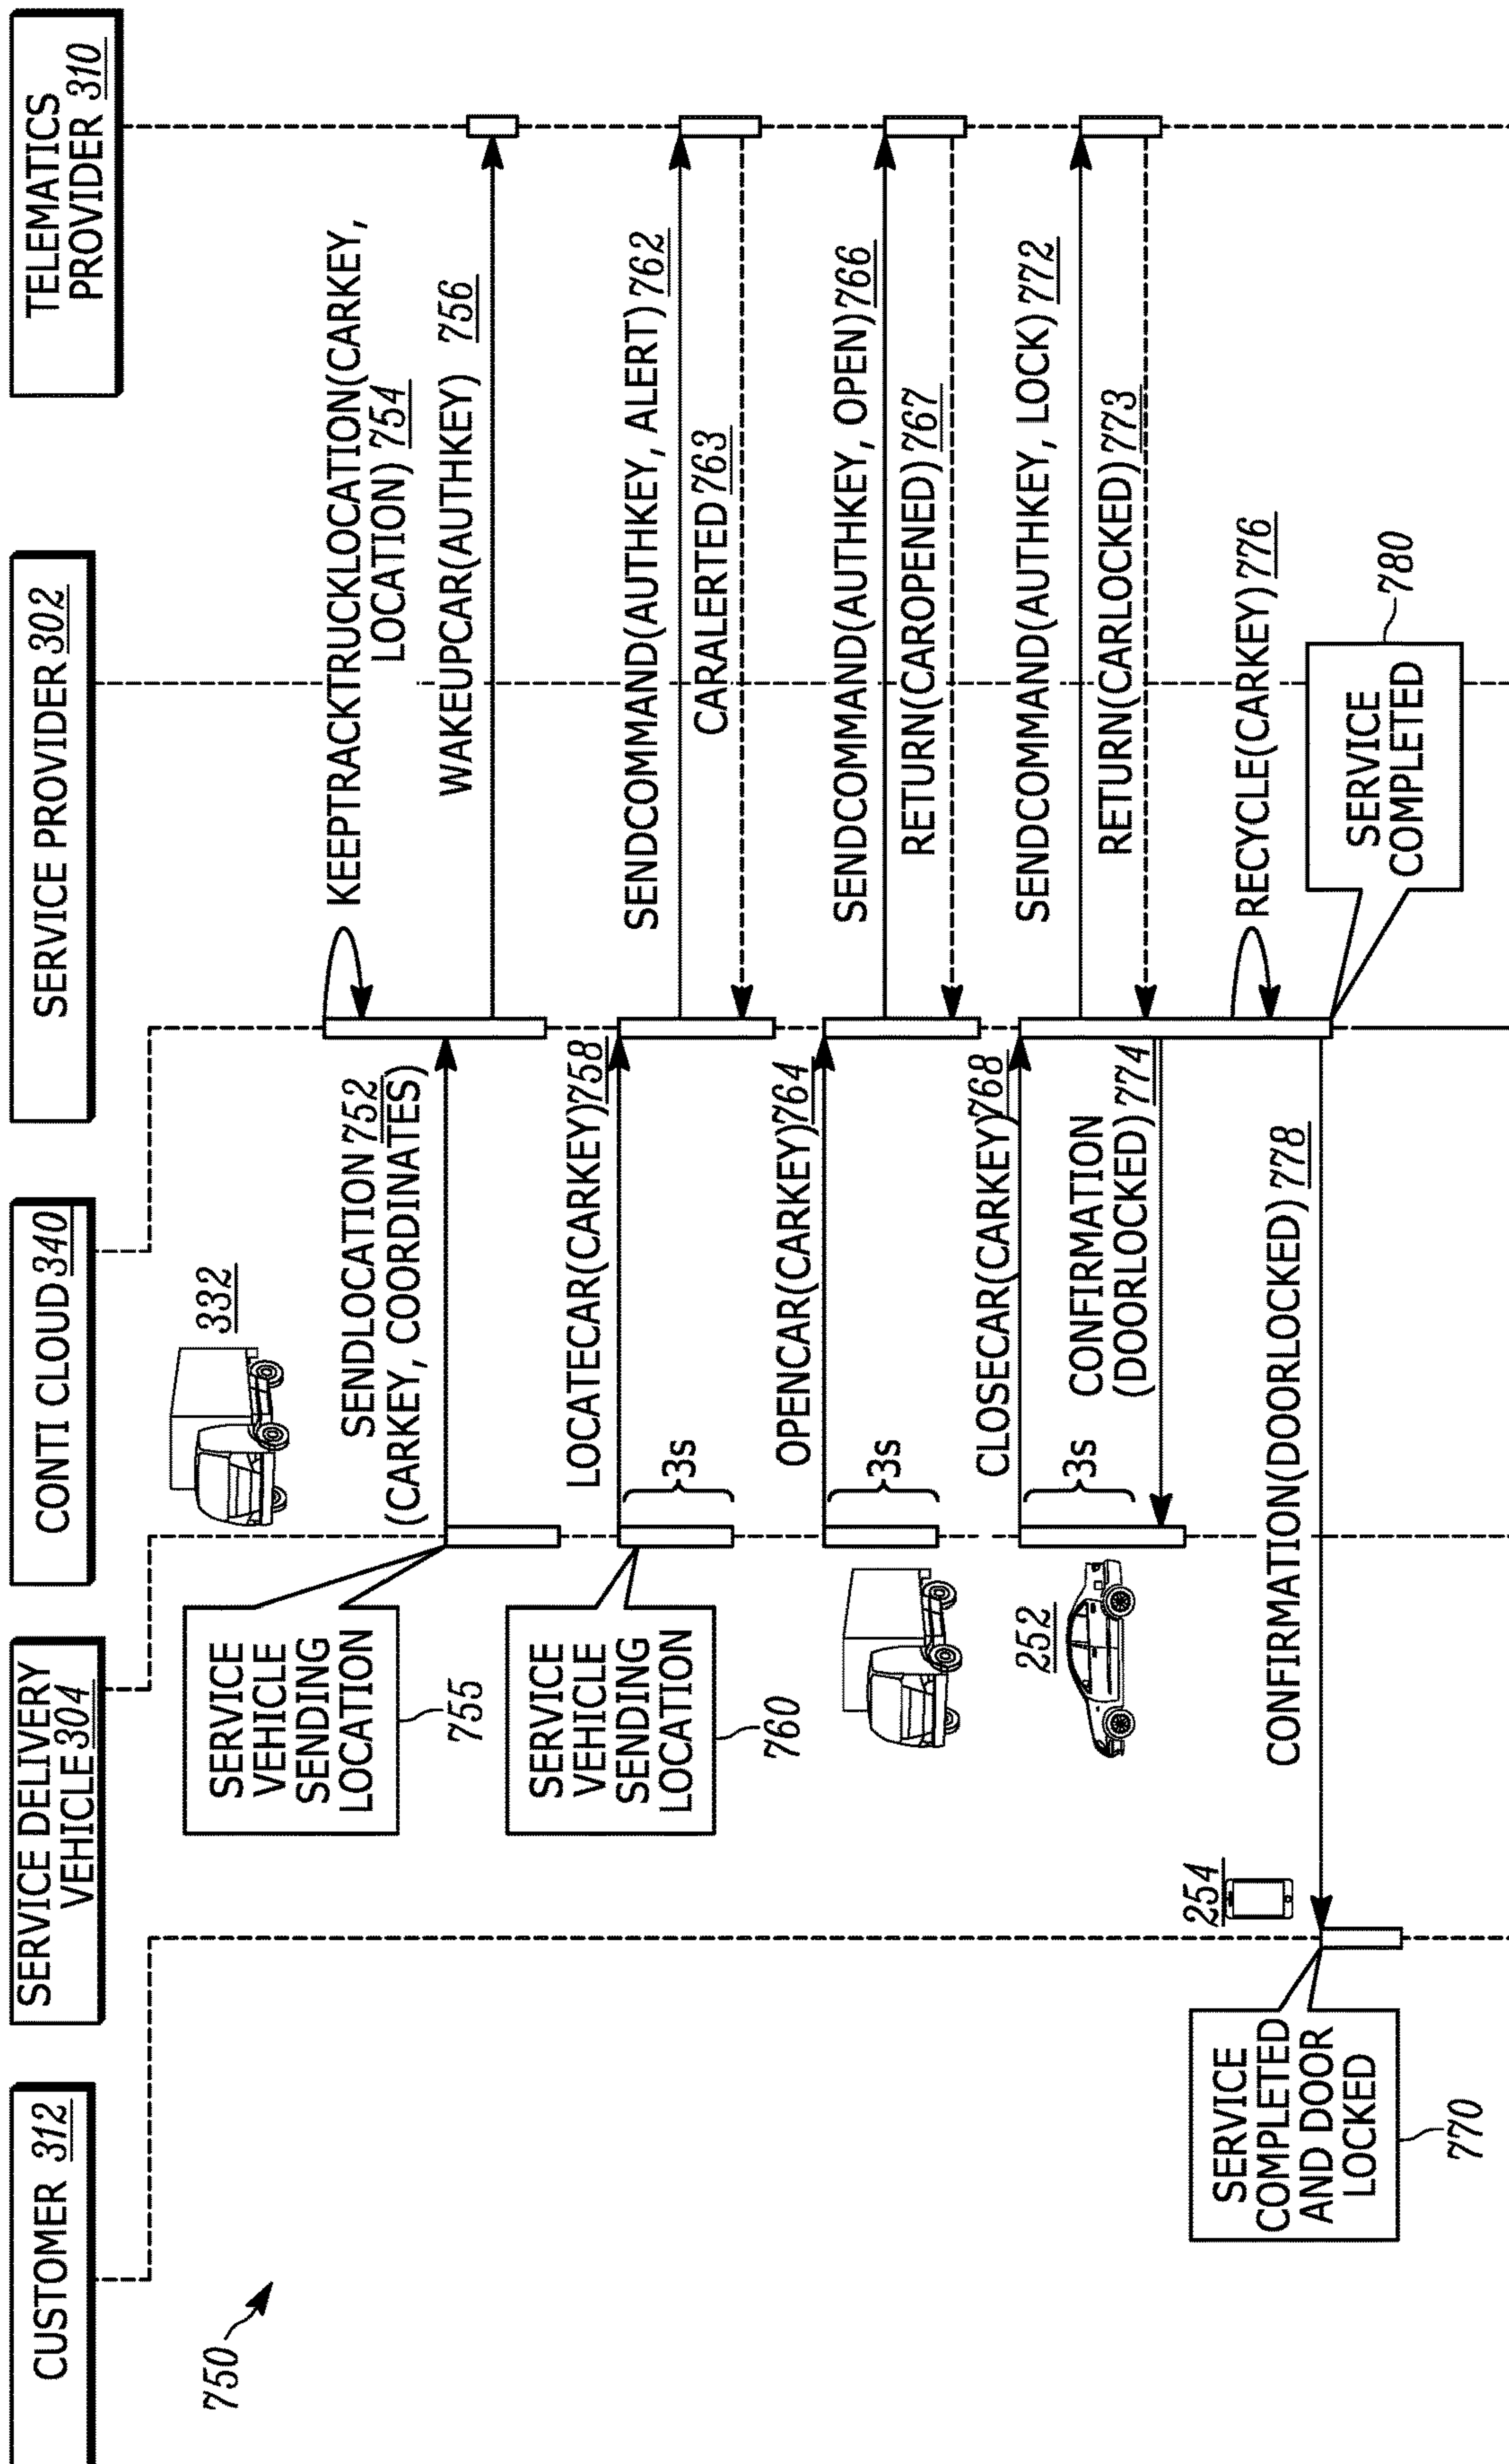 750
CUSTOMER 312
SERVICE DELIVERY
VEHICLE 304
CONTI CLOUD 340
SERVICE PROVIDER 302
TELEMATICS
PROVIDER 310
332
KEEPTRACKTRUCKLOCATION(CARKEY,
LOCATION) 754
SERVICE
VEHICLE
SENDING
LOCATION
755
SENDLOCATION 752
(CARKEY, COORDINATES)
WAKEUPCAR(AUTHKEY) 756
SERVICE
VEHICLE
SENDING
LOCATION
760
LOCATECAR(CARKEY) 758
3s
SENDCOMMAND(AUTHKEY, ALERT) 762
CARALERTED 763
OPENCAR(CARKEY) 764
3s
SENDCOMMAND(AUTHKEY, OPEN) 766
RETURN(CAROPENED) 767
252
CLOSECAR(CARKEY) 768
3s
SENDCOMMAND(AUTHKEY, LOCK) 772
RETURN(CARLOCKED) 773
CONFIRMATION
(DOORLOCKED) 774
RECYCLE(CARKEY) 776
254
CONFIRMATION(DOORLOCKED) 778
SERVICE
COMPLETED
AND DOOR
LOCKED
770
SERVICE
COMPLETED
780